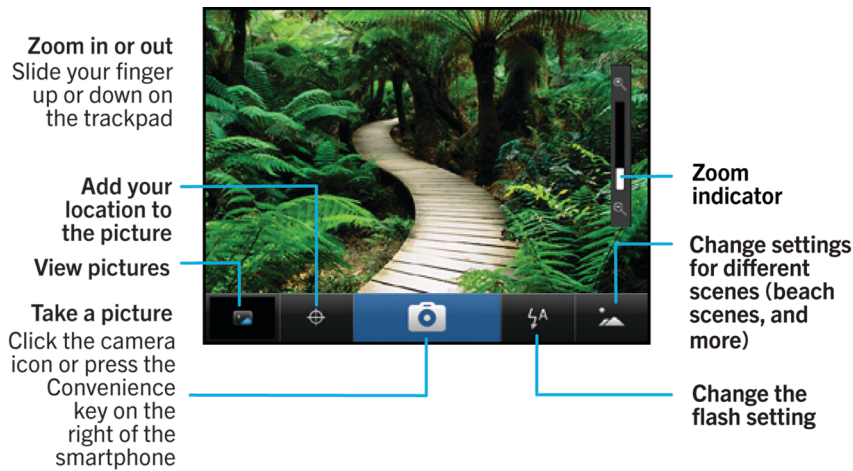 Zoom in or out
Slide your finger
up or down on
the trackpad
Add your
location to
the picture
View pictures
Take a picture
Click the camera
icon or press the
Convenience
key on the
right of the
smartphone
A
Zoom
indicator
Change settings
for different
scenes (beach
scenes, and
more)
Change the
flash setting